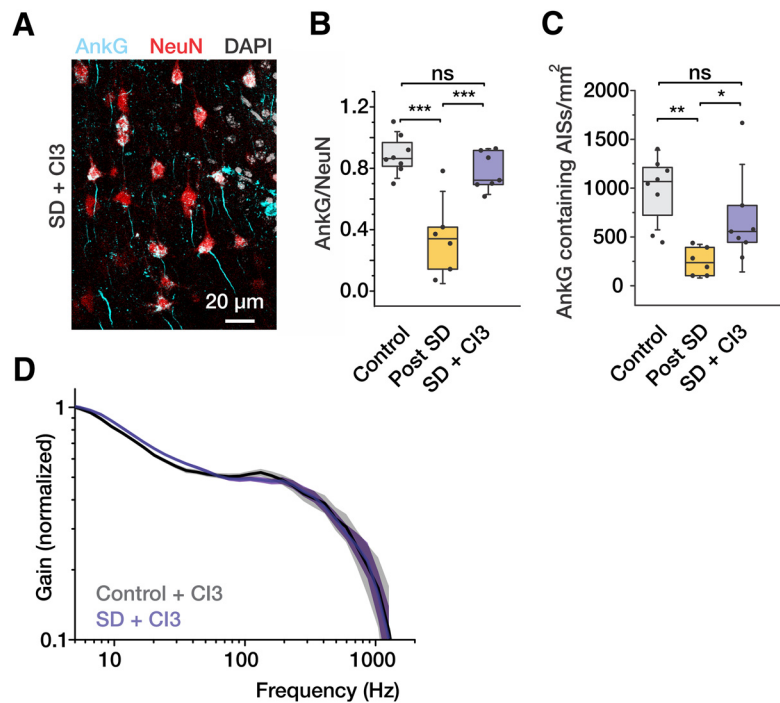 A
AnkG NeuN DAPI
SD + CI3
20 µm
B
AnkG/NeuN
ns
*** ***
1.2
0.8
0.4
0.0
Control
Post SD
SD + CI3
C
AnkG containing AISs/mm²
ns
** *
2000
1500
1000
500
0
Control
Post SD
SD + CI3
D
Gain (normalized)
1
0.1
Control + CI3
SD + CI3
10 100 1000
Frequency (Hz)